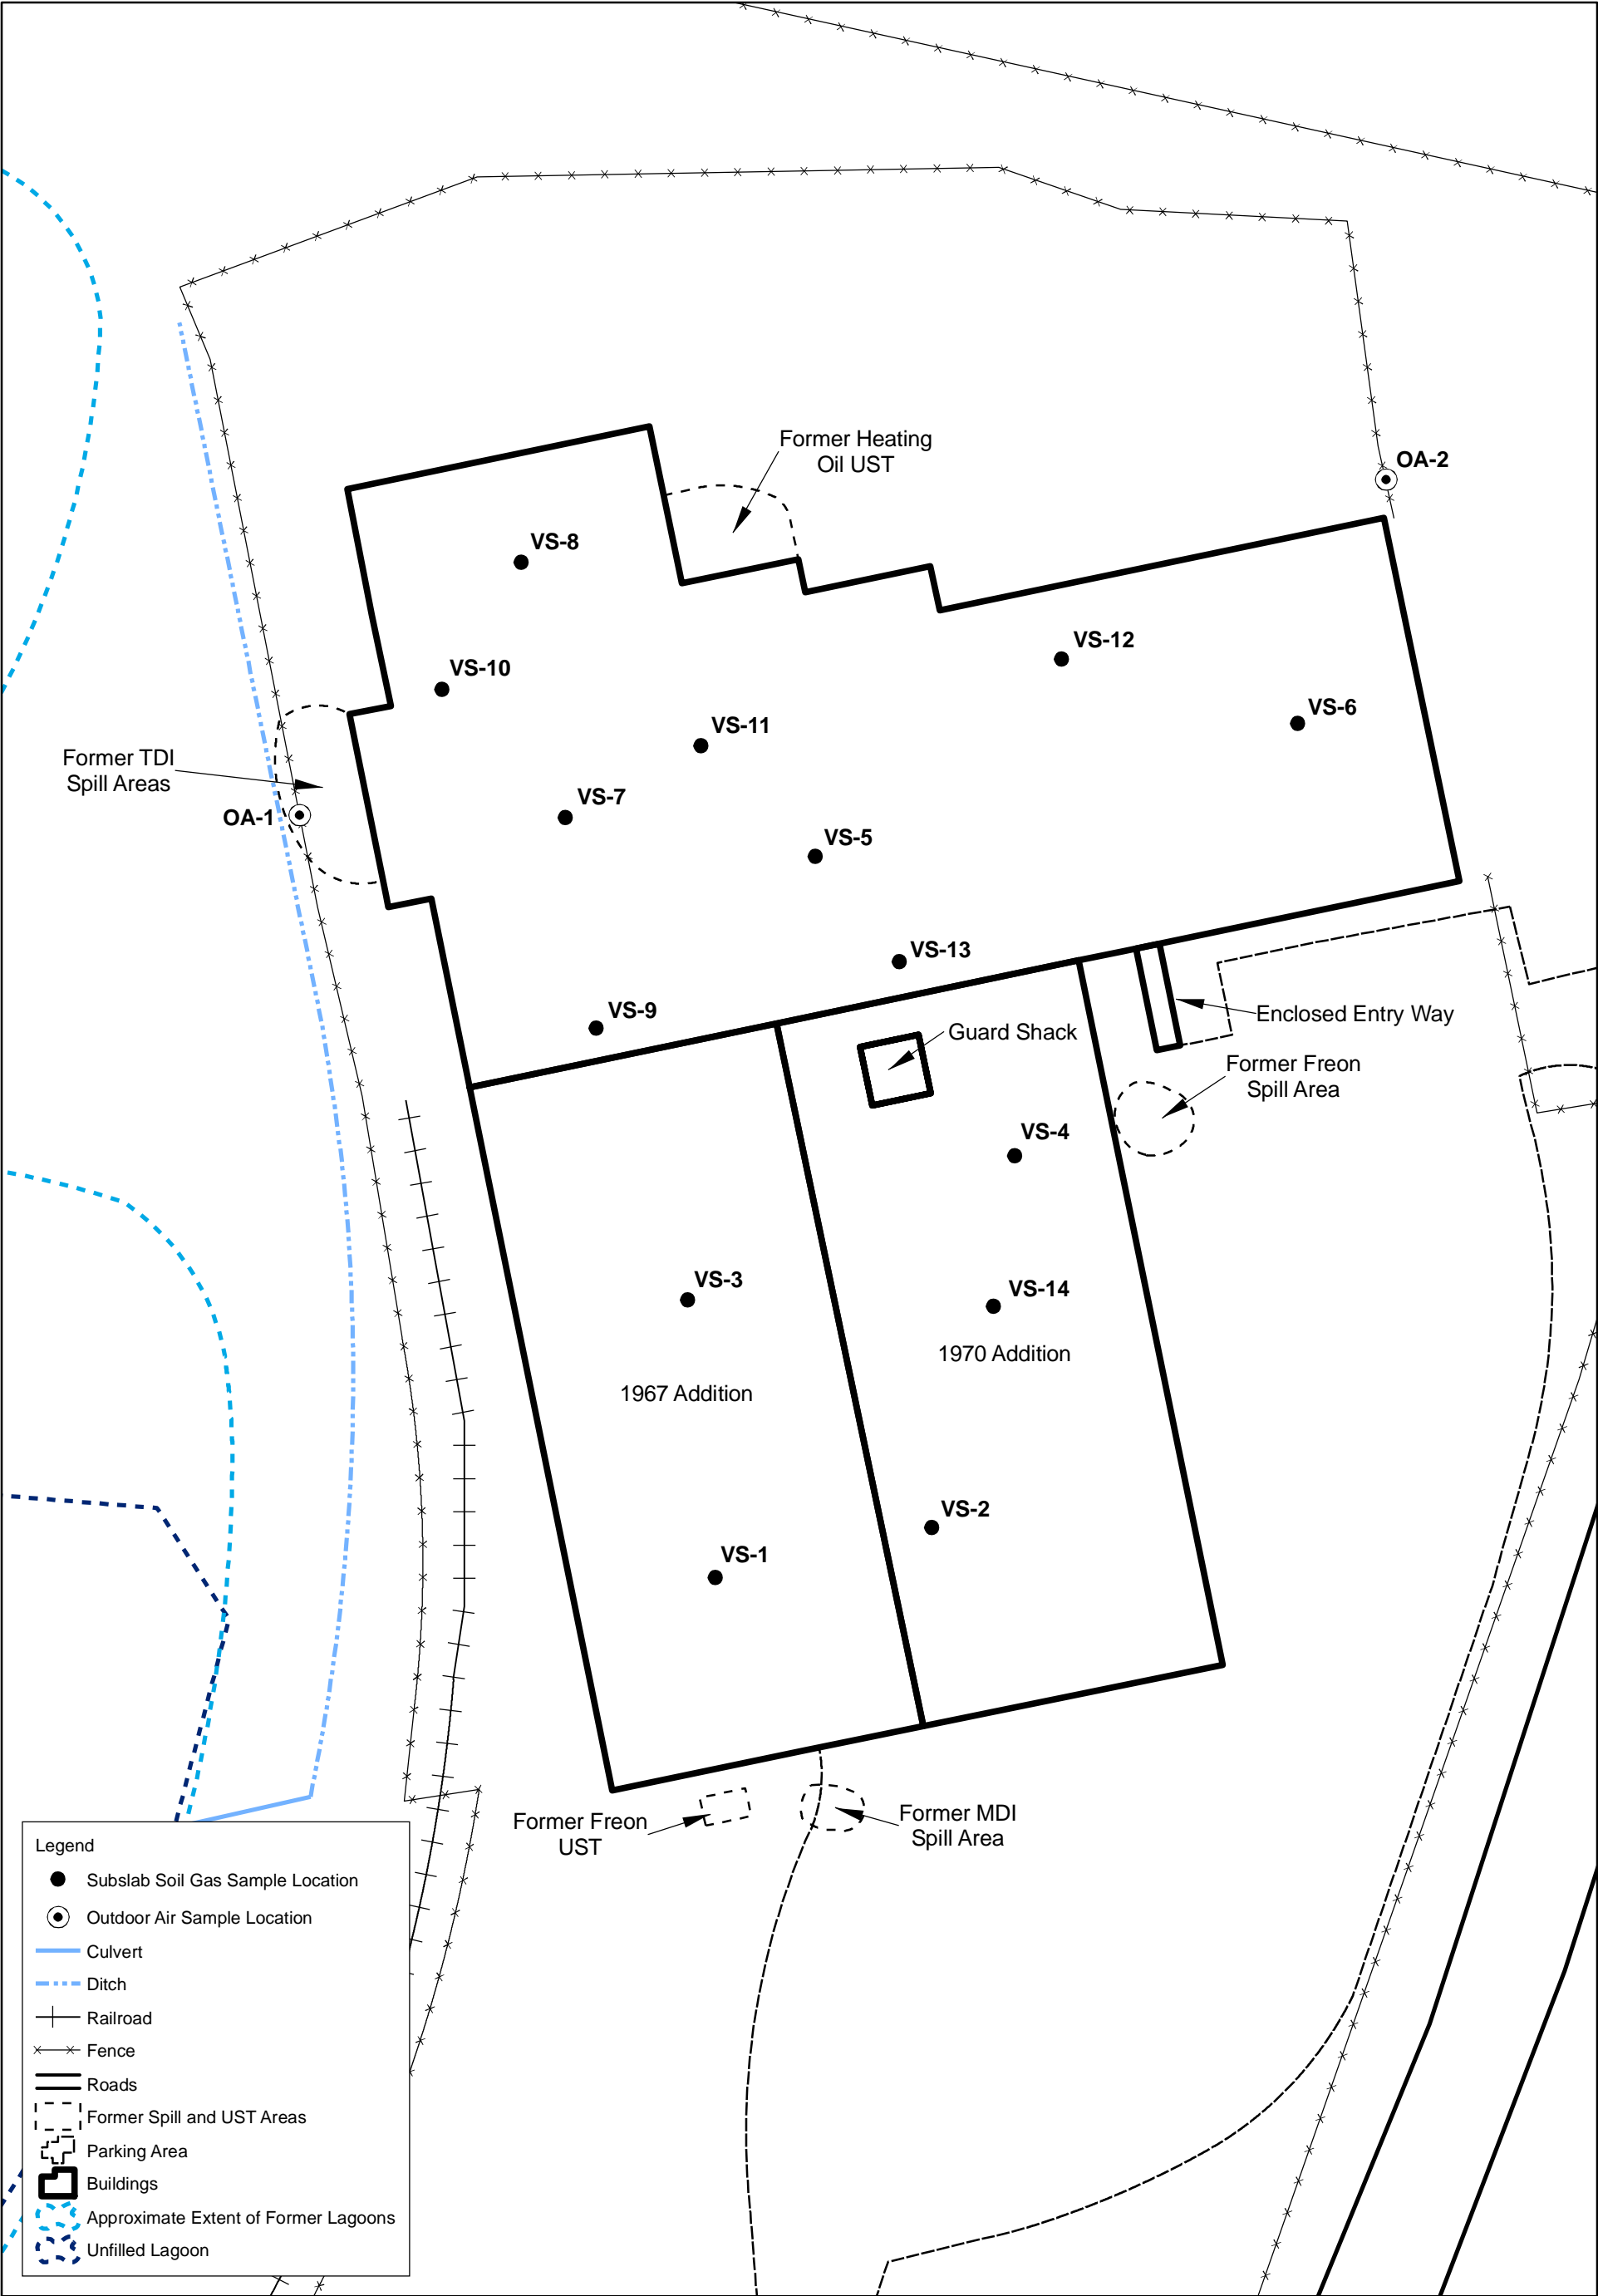 Former Heating
Oil UST
OA-2
VS-8
VS-12
VS-10
VS-6
VS-11
Former TDI
Spill Areas
VS-7
OA-1
VS-5
VS-13
VS-9
Enclosed Entry Way
Guard Shack
Former Freon
Spill Area
VS-4
VS-3
VS-14
1970 Addition
1967 Addition
VS-2
VS-1
Former Freon
UST
Former MDI
Spill Area
Legend
Subslab Soil Gas Sample Location
Outdoor Air Sample Location
Culvert
Ditch
Railroad
Fence
Roads
Former Spill and UST Areas
Parking Area
Buildings
Approximate Extent of Former Lagoons
Unfilled Lagoon